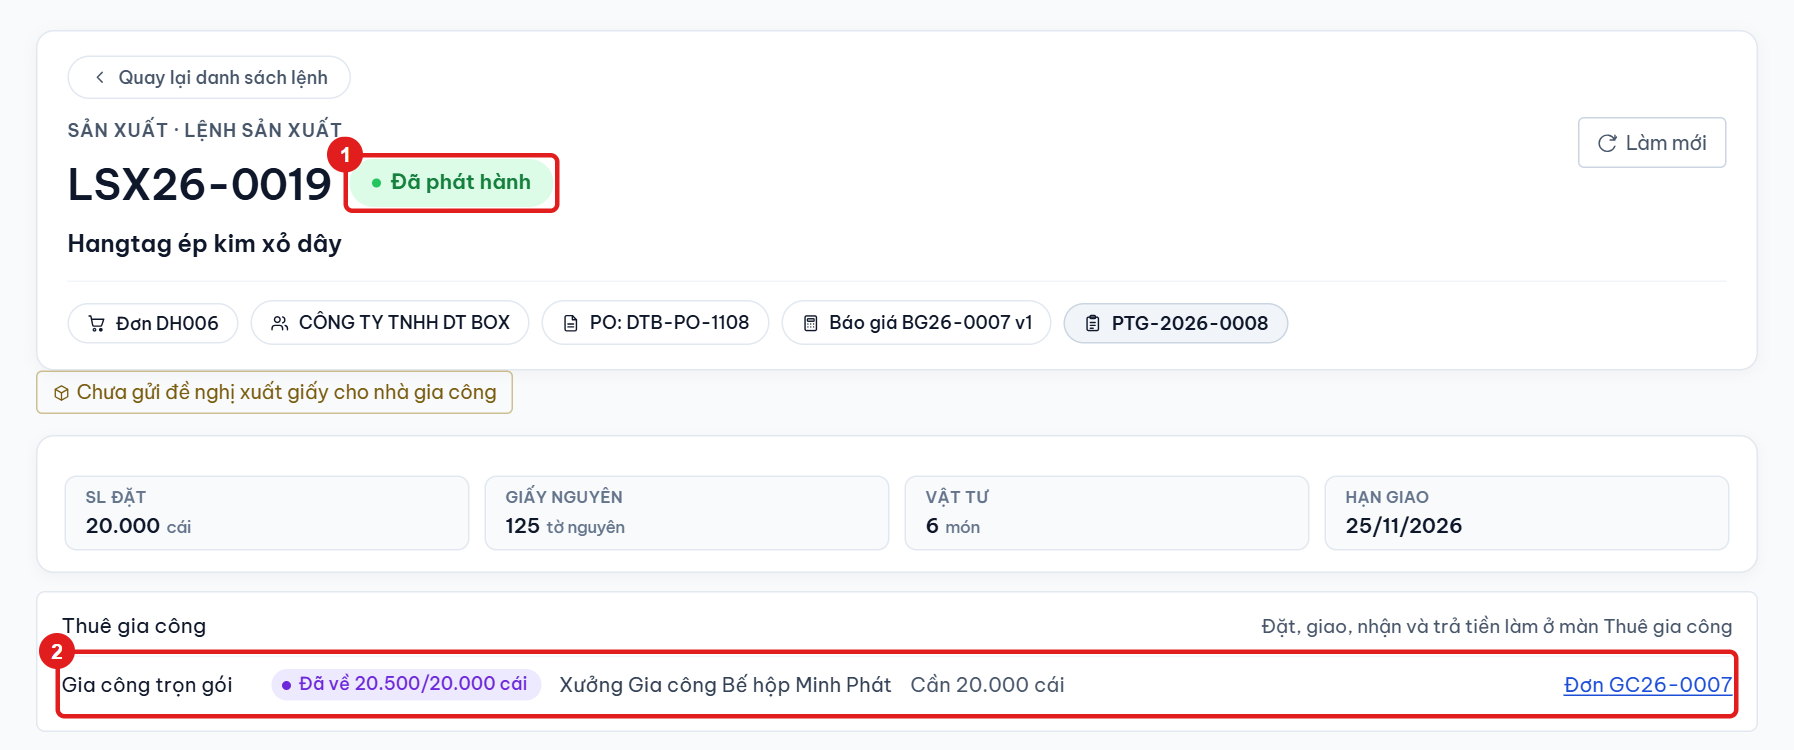 Quay lại danh sách lệnh
SẢN XUẤT · LỆNH SẢN XUẤT
Làm mới
1
LSX26-0019
Đã phát hành
Hangtag ép kim xỏ dây
Đơn DH006
CÔNG TY TNHH DT BOX
PO: DTB-PO-1108
Báo giá BG26-0007 v1
PTG-2026-0008
Chưa gửi đề nghị xuất giấy cho nhà gia công
SL ĐẶT
20.000 cái
GIẤY NGUYÊN
125 tờ nguyên
VẬT TƯ
6 món
HẠN GIAO
25/11/2026
Thuê gia công
Đặt, giao, nhận và trả tiền làm ở màn Thuê gia công
2
Gia công trọn gói
Đã về 20.500/20.000 cái
Xưởng Gia công Bế hộp Minh Phát
Cần 20.000 cái
Đơn GC26-0007